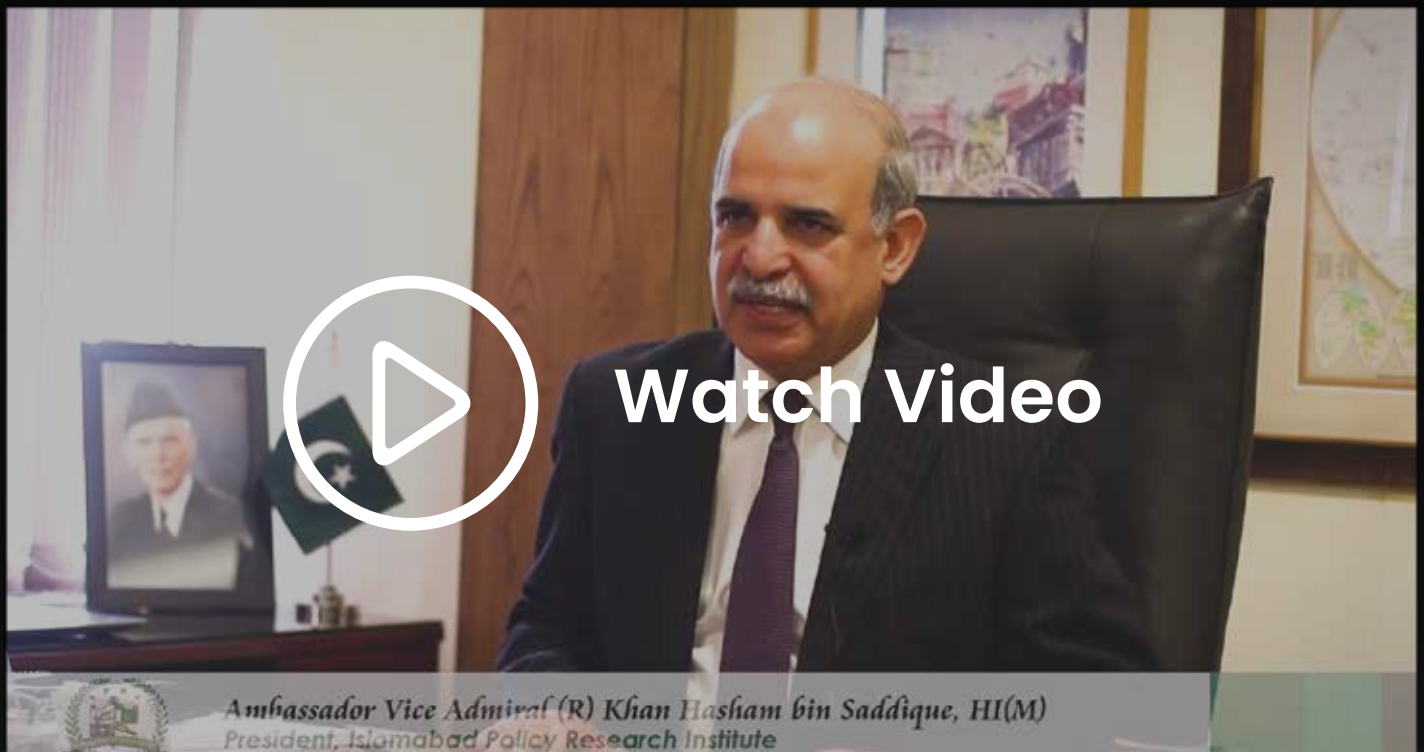 Watch Video
Ambassador Vice Admiral (R) Khan Hasham bin Saddique, HI(M)
President, Islamabad Policy Research Institute